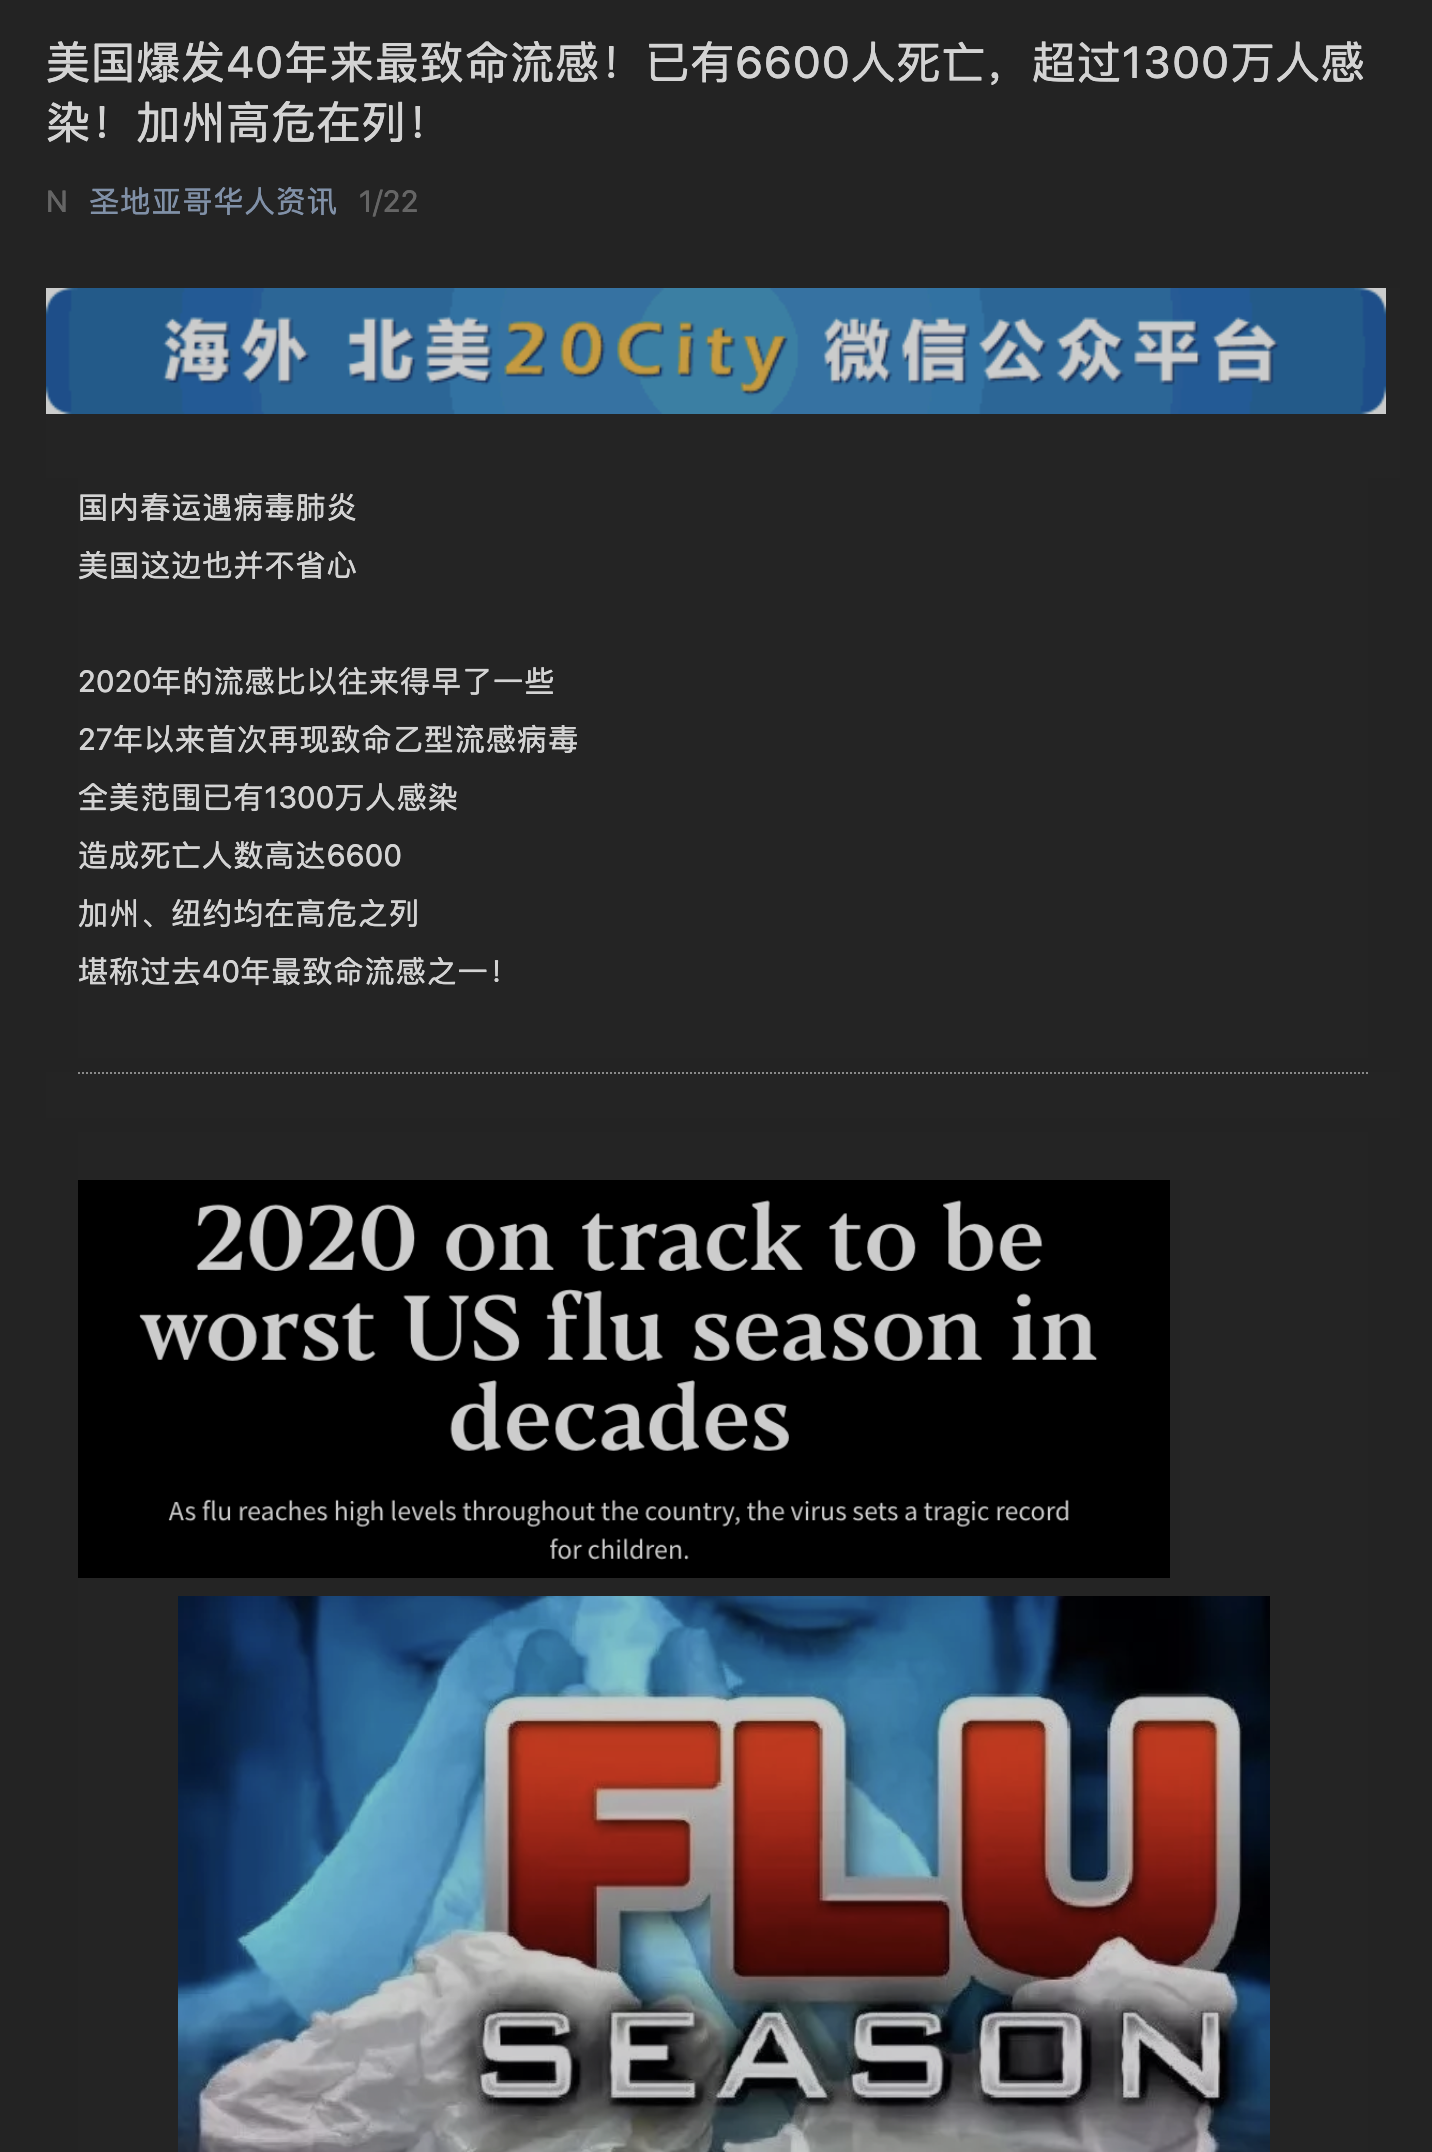 美国爆发40年来最致命流感！已有6600人死亡，超过1300万人感
染！加州高危在列！
N 圣地亚哥华人资讯 1/22
海外 北美20City 微信公众平台
国内春运遇病毒肺炎
美国这边也并不省心
2020年的流感比以往来得早了一些
27年以来首次再现致命乙型流感病毒
全美范围已有1300万人感染
造成死亡人数高达6600
加州、纽约均在高危之列
堪称过去40年最致命流感之一！
2020 on track to be
worst US flu season in
decades
As flu reaches high levels throughout the country, the virus sets a tragic record
for children.
FLU
SEASON